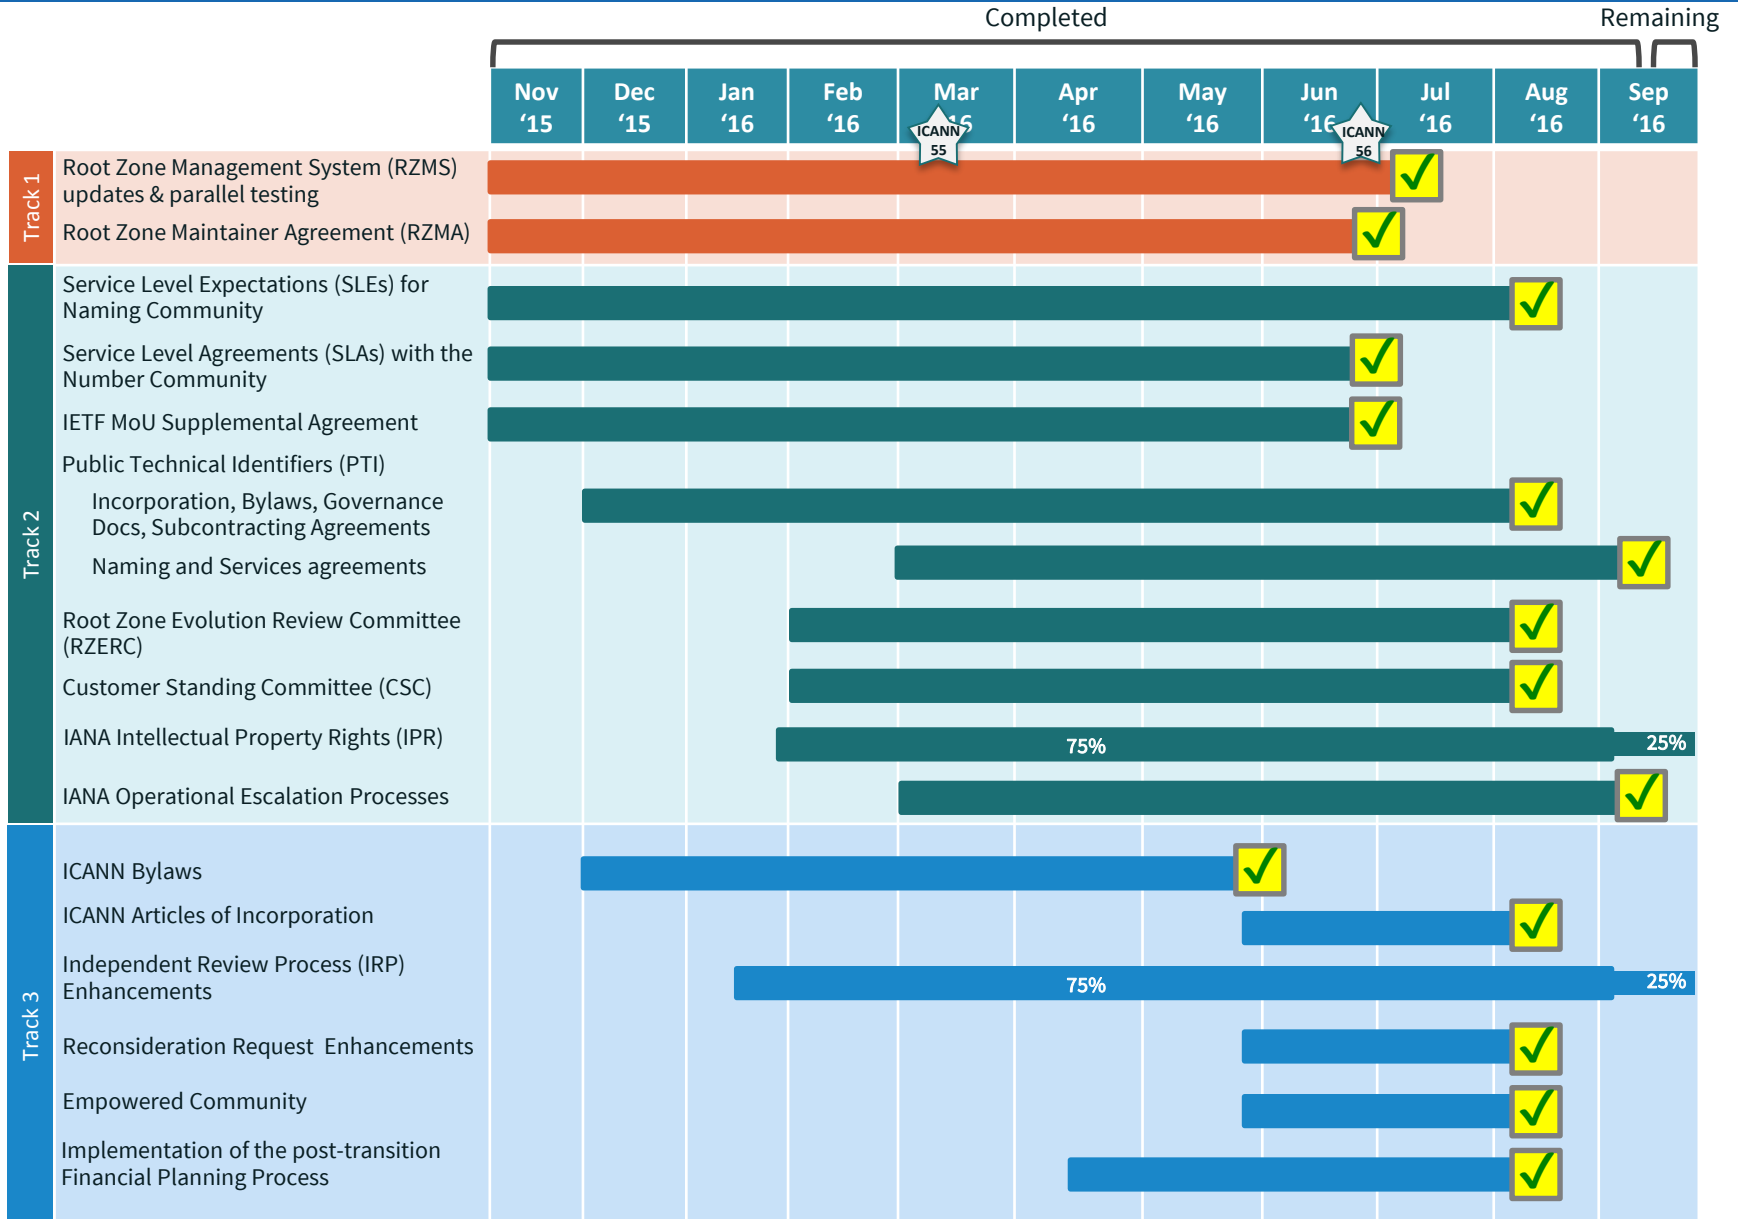 Completed
Remaining
Nov Dec Jan Feb Mar Apr May Jun Jul Aug Sep
‘15 ‘15 ‘16 ‘16 16 ‘16 ‘16 ‘16 ‘16 ‘16 ‘16
ICANN
55
ICANN
56
Track 1
Root Zone Management System (RZMS)
updates & parallel testing
Root Zone Maintainer Agreement (RZMA)
Track 2
Service Level Expectations (SLEs) for
Naming Community
Service Level Agreements (SLAs) with the
Number Community
IETF MoU Supplemental Agreement
Public Technical Identifiers (PTI)
Incorporation, Bylaws, Governance
Docs, Subcontracting Agreements
Naming and Services agreements
Root Zone Evolution Review Committee
(RZERC)
Customer Standing Committee (CSC)
IANA Intellectual Property Rights (IPR) 75% 25%
IANA Operational Escalation Processes
Track 3
ICANN Bylaws
ICANN Articles of Incorporation
Independent Review Process (IRP)
Enhancements 75% 25%
Reconsideration Request Enhancements
Empowered Community
Implementation of the post-transition
Financial Planning Process